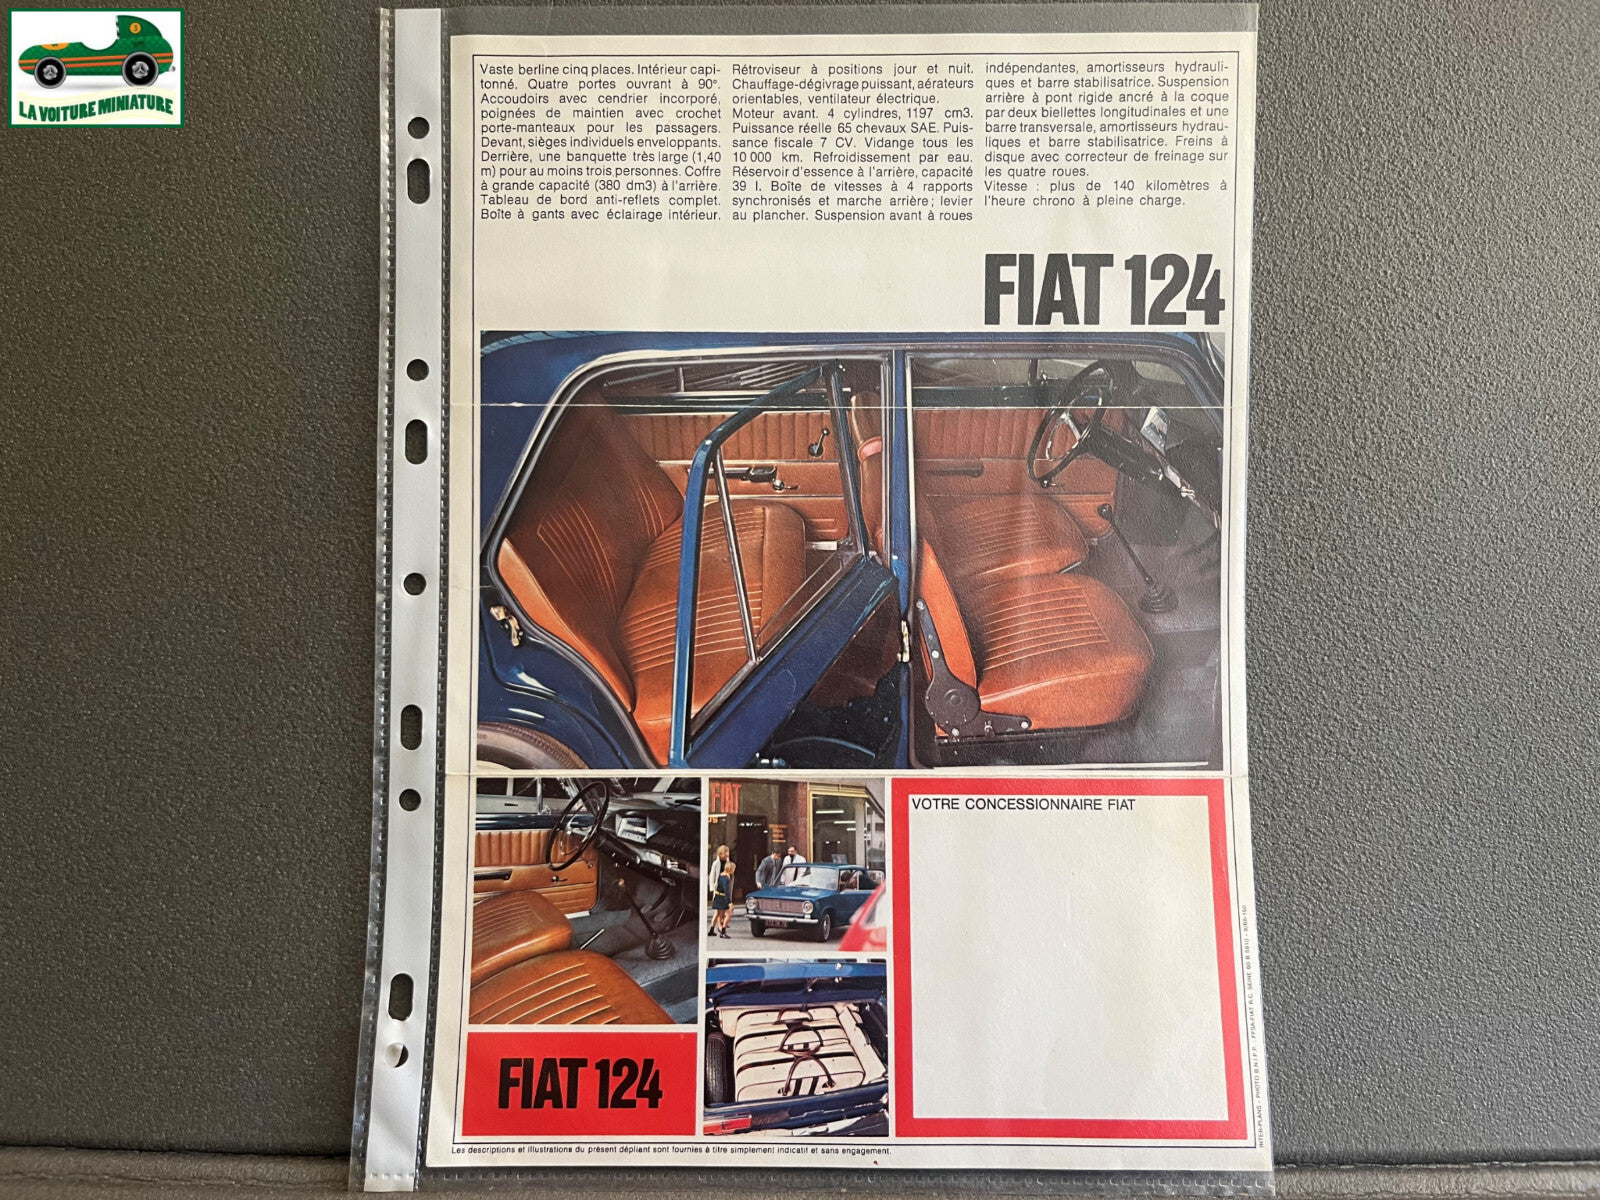 LA VOITURE MINIATURE
Vaste berline cinq places. Intérieur capi-
tonné. Quatre portes ouvrant à 90°.
Accoudoirs avec cendrier incorporé,
poignées de maintien avec crochet
porte-manteaux pour les passagers.
Devant, sièges individuels enveloppants.
Derrière, une banquette très large (1,40
m) pour au moins trois personnes. Coffre
à grande capacité (380 dm3) à l'arrière.
Tableau de bord anti-reflets complet.
Boîte à gants avec éclairage intérieur.
Rétroviseur à positions jour et nuit.
Chauffage-dégivrage puissant, aérateurs
orientables, ventilateur électrique.
Moteur avant. 4 cylindres, 1197 cm3.
Puissance réelle 65 chevaux SAE. Puis-
sance fiscale 7 CV. Vidange tous les
10 000 km. Refroidissement par eau.
Réservoir d'essence à l'arrière, capacité
39 l. Boîte de vitesses à 4 rapports
synchronisés et marche arrière; levier
au plancher. Suspension avant à roues
indépendantes, amortisseurs hydrauli-
ques et barre stabilisatrice. Suspension
arrière à pont rigide ancré à la coque
par deux biellettes longitudinales et une
barre transversale, amortisseurs hydrau-
liques et barre stabilisatrice. Freins à
disque avec correcteur de freinage sur
les quatre roues.
Vitesse : plus de 140 kilomètres à
l'heure chrono à pleine charge.
FIAT 124
FIAT
VOTRE CONCESSIONNAIRE FIAT
FIAT 124
Les descriptions et illustrations du présent dépliant sont fournies à titre simplement indicatif et sans engagement.
INTER-PLANS - PHOTO B.N.I.P.P. - FFSA-FIAT R.C. SEINE 60 B 5910